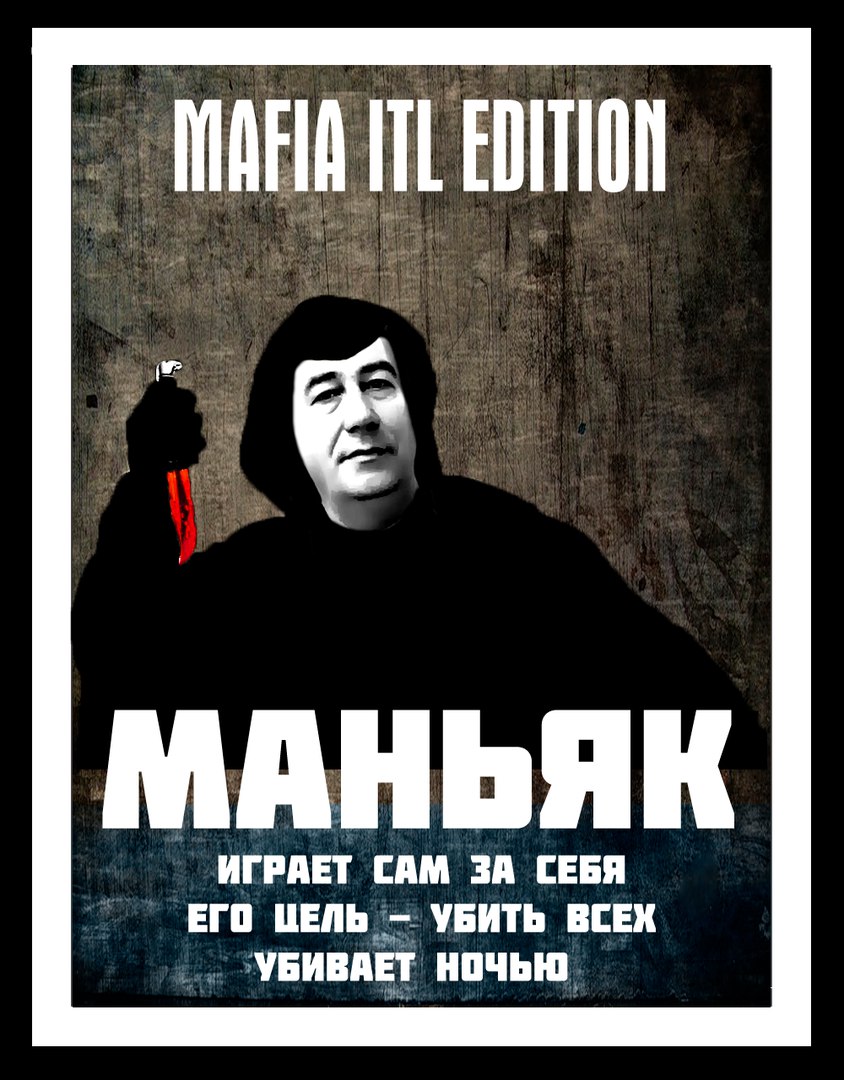 MAFIA ITL EDITION
МАНЬЯК
ИГРАЕТ САМ ЗА СЕБЯ
ЕГО ЦЕЛЬ – УБИТЬ ВСЕХ
УБИВАЕТ НОЧЬЮ